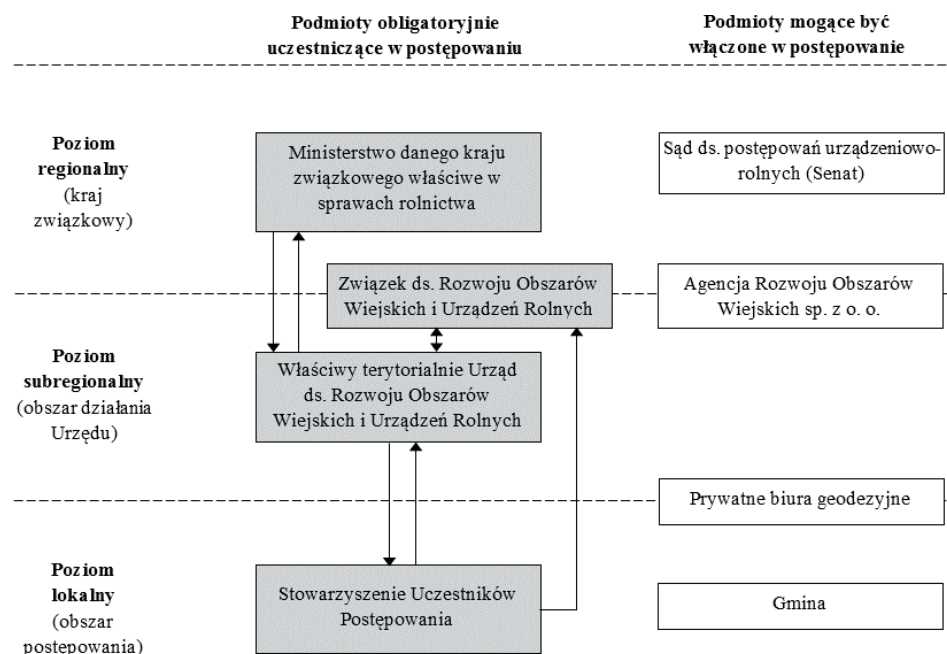 Podmioty obligatoryjnie
uczestniczące w postępowaniu
Podmioty mogące być
włączone w postępowanie
Poziom
regionalny
(kraj
związkowy)
Ministerstwo danego kraju
związkowego właściwe w
sprawach rolnictwa
Sąd ds. postępowań urządzeniowo-
rolnych (Senat)
Związek ds. Rozwoju Obszarów
Wiejskich i Urządzeń Rolnych
Agencja Rozwoju Obszarów
Wiejskich sp. z o. o.
Poziom
subregionalny
(obszar działania
Urzędu)
Właściwy terytorialnie Urząd
ds. Rozwoju Obszarów
Wiejskich i Urządzeń Rolnych
Prywatne biura geodezyjne
Poziom
lokalny
(obszar
postępowania)
Stowarzyszenie Uczestników
Postępowania
Gmina